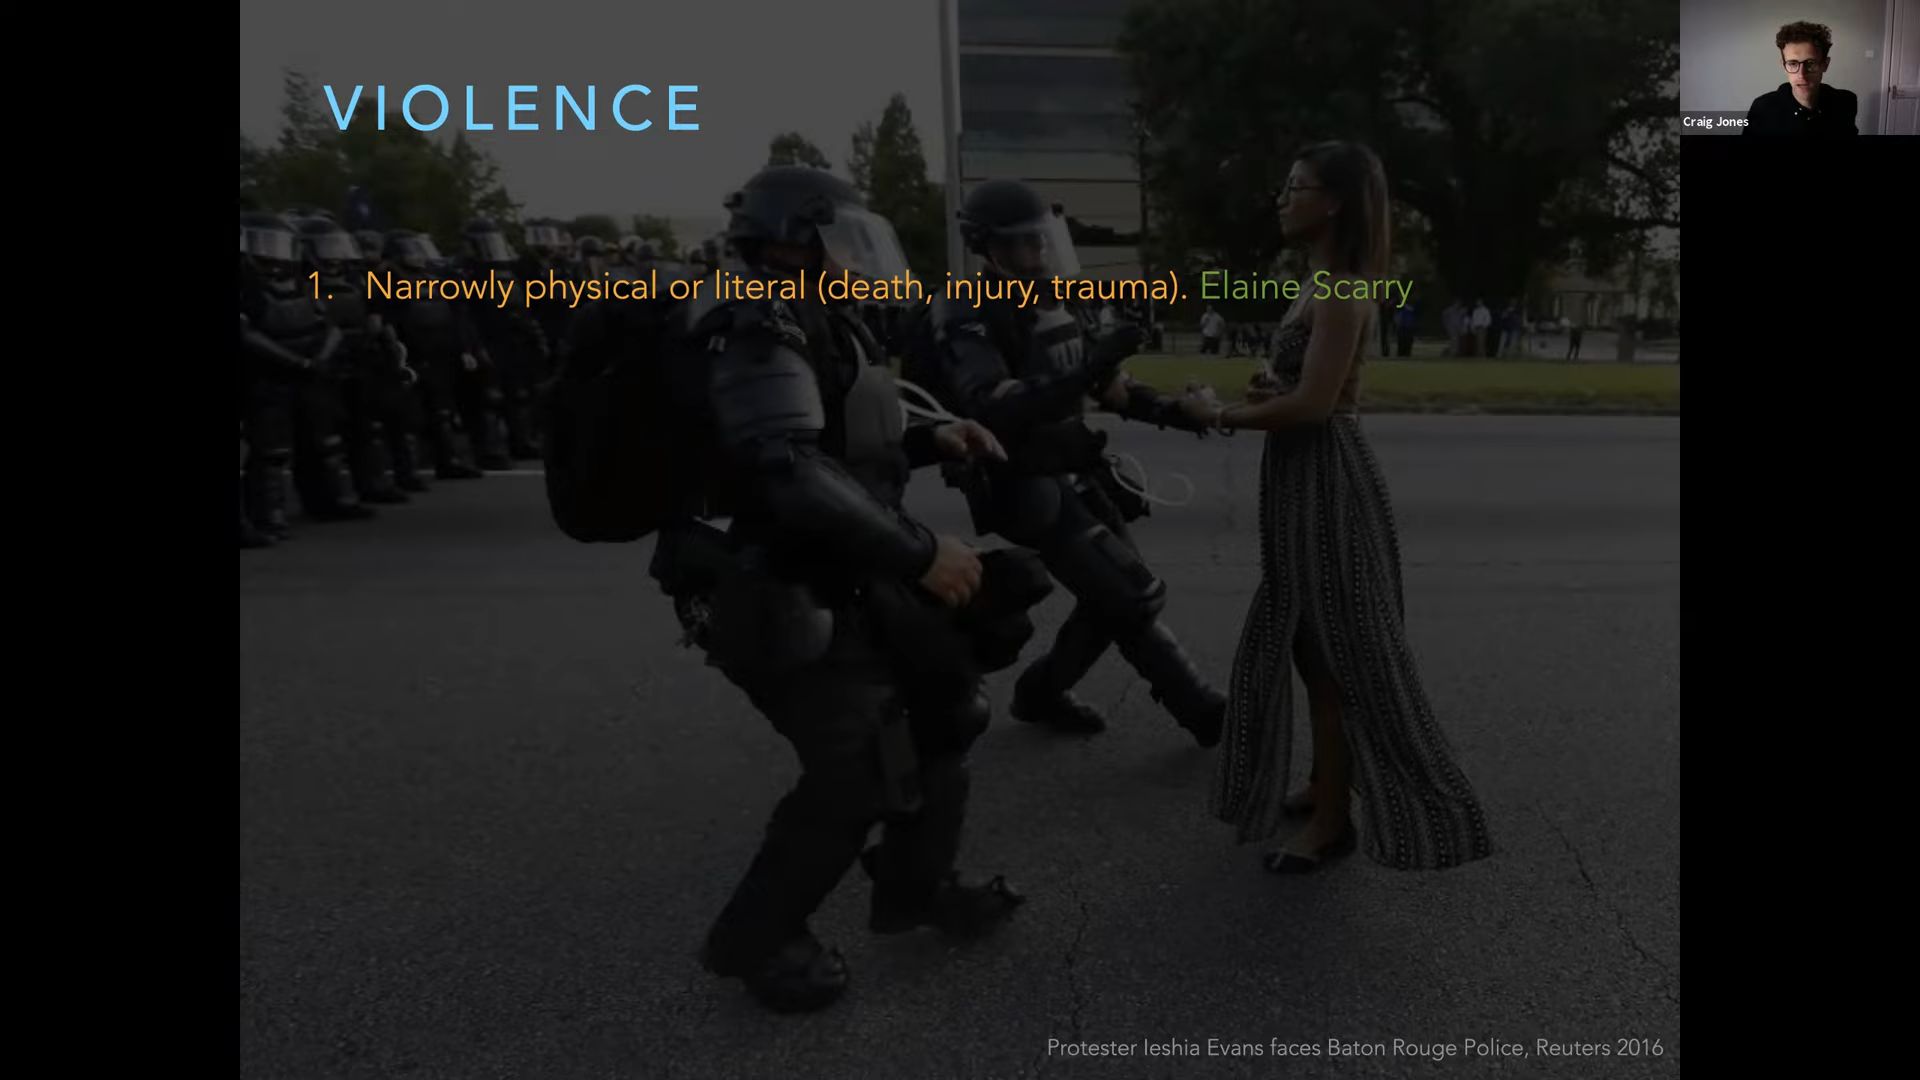 VIOLENCE
Craig Jones
1. Narrowly physical or literal (death, injury, trauma). Elaine Scarry
Protester Ieshia Evans faces Baton Rouge Police, Reuters 2016